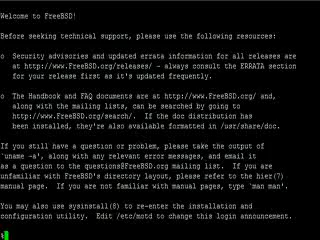 Welcome to FreeBSD!
Before seeking technical support, please use the following resources:
o Security advisories and updated errata information for all releases are
at http://www.FreeBSD.org/releases/ - always consult the ERRATA section
for your release first as it's updated frequently.
o The Handbook and FAQ documents are at http://www.FreeBSD.org/ and,
along with the mailing lists, can be searched by going to
http://www.FreeBSD.org/search/. If the doc distribution has
been installed, they're also available formatted in /usr/share/doc.
If you still have a question or problem, please take the output of
`uname -a', along with any relevant error messages, and email it
as a question to the questions@FreeBSD.org mailing list. If you are
unfamiliar with FreeBSD's directory layout, please refer to the hier(7)
manual page. If you are not familiar with manual pages, type `man man'.
You may also use sysinstall(8) to re-enter the installation and
configuration utility. Edit /etc/motd to change this login announcement.